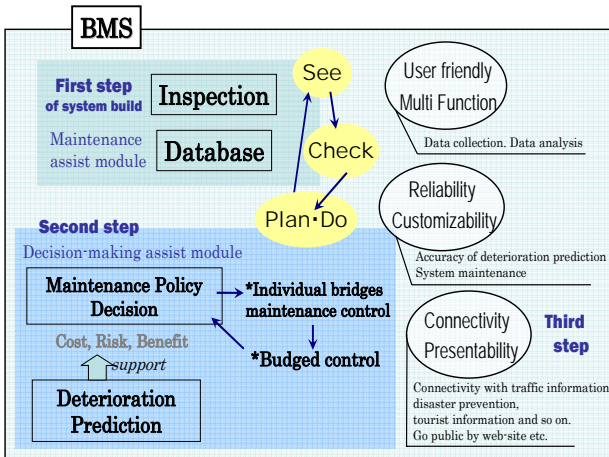 BMS
First step
of system build
Inspection
Maintenance
assist module
Database
See
Check
Plan・Do
User friendly
Multi Function
Data collection. Data analysis
Reliability
Customizability
Accuracy of deterioration prediction
System maintenance
Second step
Decision-making assist module
Maintenance Policy
Decision
*Individual bridges
maintenance control
*Budged control
Cost, Risk, Benefit
support
Deterioration
Prediction
Connectivity
Presentability
Third
step
Connectivity with traffic information
disaster prevention,
tourist information and so on.
Go public by web-site etc.